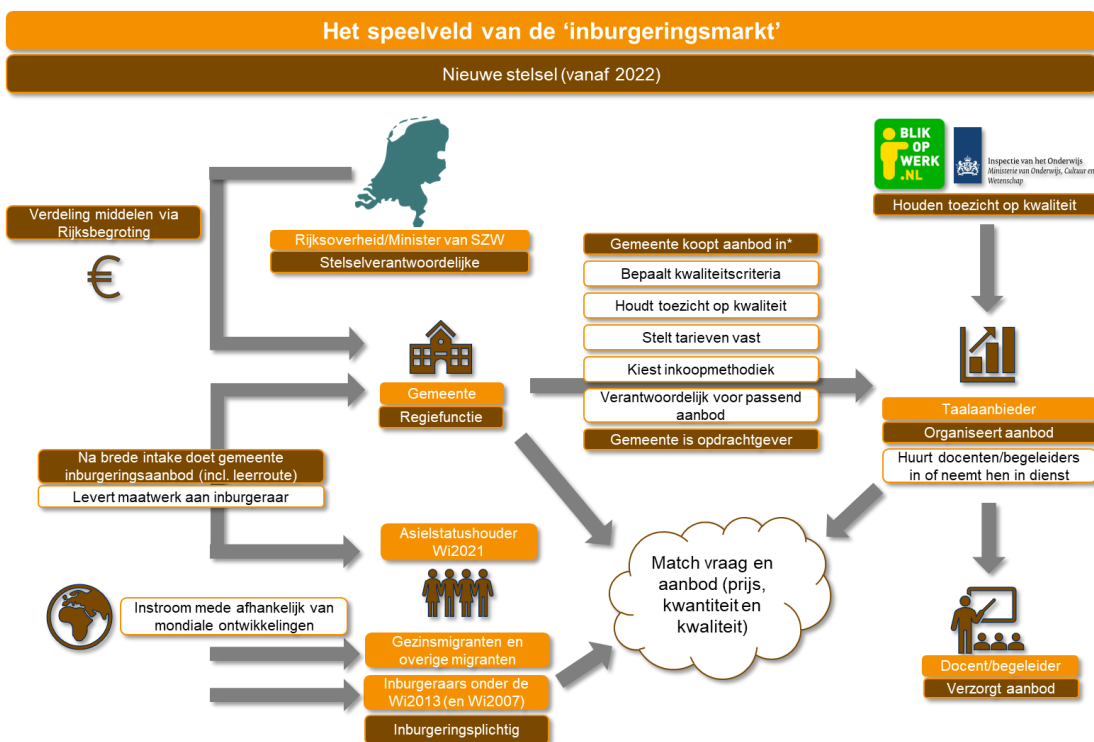 Het speelveld van de ‘inburgeringsmarkt’
Nieuwe stelsel (vanaf 2022)
BLIK
OP
WERK
.NL
Inspectie van het Onderwijs
Ministerie van Onderwijs, Cultuur en
Wetenschap
Houden toezicht op kwaliteit
Verdeling middelen via
Rijksbegroting
€
Rijksoverheid/Minister van SZW
Stelselverantwoordelijke
Gemeente koopt aanbod in*
Bepaalt kwaliteitscriteria
Houdt toezicht op kwaliteit
Stelt tarieven vast
Kiest inkoopmethodiek
Verantwoordelijk voor passend
aanbod
Gemeente is opdrachtgever
Gemeente
Regiefunctie
Taalaanbieder
Organiseert aanbod
Huurt docenten/begeleiders
in of neemt hen in dienst
Na brede intake doet gemeente
inburgeringsaanbod (incl. leerroute)
Levert maatwerk aan inburgeraar
Asielstatushouder
Wi2021
Match vraag en
aanbod (prijs,
kwantiteit en
kwaliteit)
Instroom mede afhankelijk van
mondiale ontwikkelingen
Gezinsmigranten en
overige migranten
Inburgeraars onder de
Wi2013 (en Wi2007)
Inburgeringsplichtig
Docent/begeleider
Verzorgt aanbod